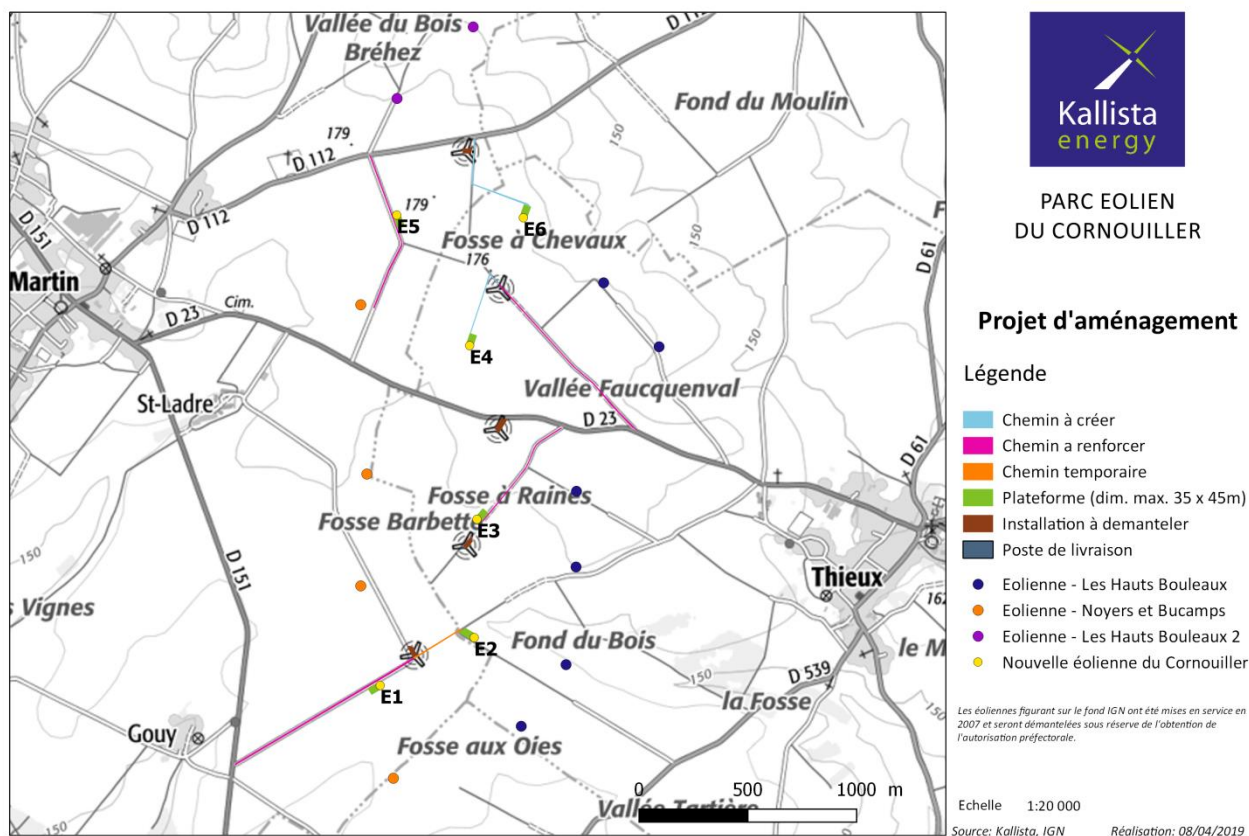 Vallée du Bois
Bréhez
D 112
Fond du Moulin
150
179
D 112
D 112
179
E5
E6
Fosse à Chevaux
176
D 151
Martin
Cim.
D 23
E4
150
D 61
Vallée Faucquenval
St-Ladre
D 23
D 61
Fosse à Raines
Fosse Barbette
E3
150
D 151
Thieux
162
s Vignes
Fond du Bois
E2
le M
150
D 539
E1
la Fosse
Gouy
Fosse aux Oies
150
0 500 1000 m
Vallée Tartière
150
Kallista
energy
PARC EOLIEN
DU CORNOUILLER
Projet d'aménagement
Légende
Chemin à créer
Chemin a renforcer
Chemin temporaire
Plateforme (dim. max. 35 x 45m)
Installation à demanteler
Poste de livraison
Eolienne - Les Hauts Bouleaux
Eolienne - Noyers et Bucamps
Eolienne - Les Hauts Bouleaux 2
Nouvelle éolienne du Cornouiller
Les éoliennes figurant sur le fond IGN ont été mises en service en
2007 et seront démantelées sous réserve de l'obtention de
l'autorisation préfectorale.
Echelle 1:20 000
Source: Kallista, IGN Réalisation: 08/04/2019